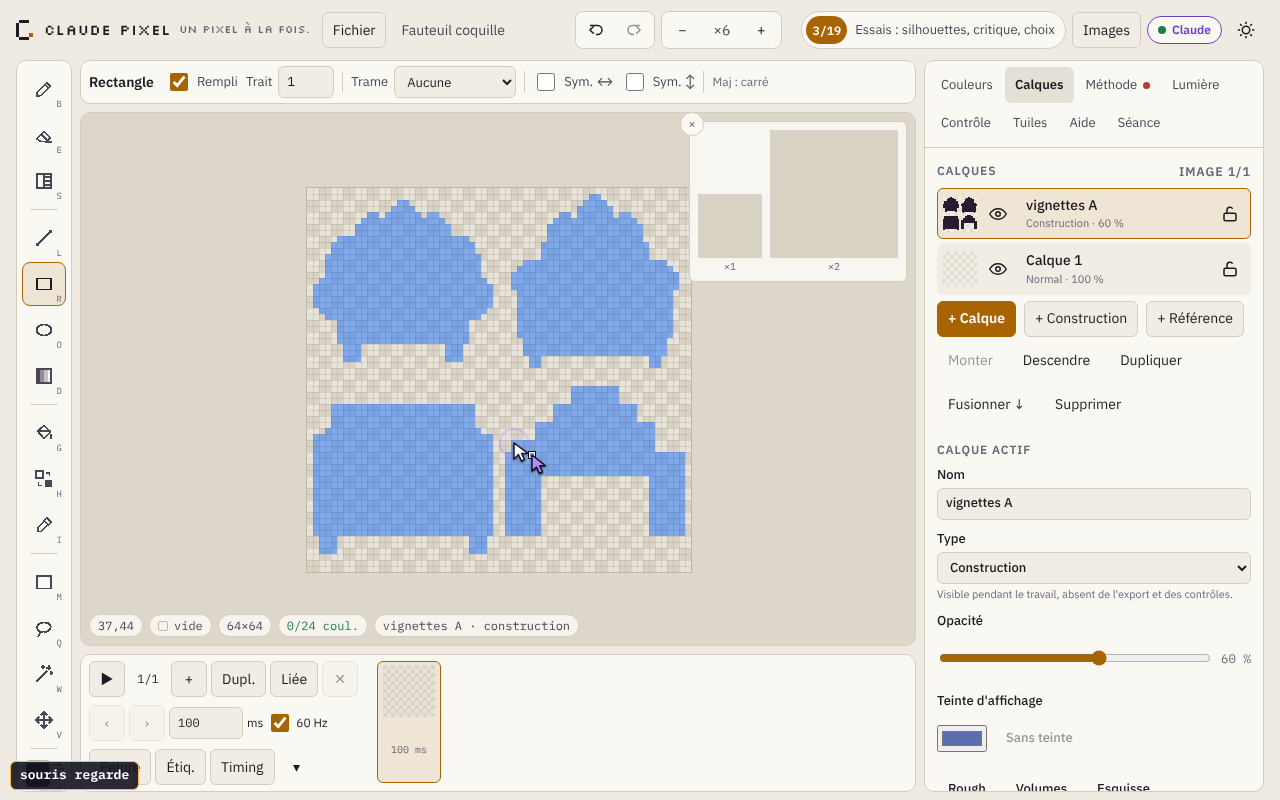 CLAUDE PIXEL
UN PIXEL À LA FOIS.
Fichier
Fauteuil coquille
−
×6
+
3/19
Essais : silhouettes, critique, choix
Images
Claude
Rectangle
Rempli
Trait
1
Trame
Aucune
Sym. ↔
Sym. ↕
Maj : carré
B
E
S
L
R
O
D
G
H
I
M
Q
W
V
×
×1
×2
37,44
vide
64×64
0/24 coul.
vignettes A · construction
1/1
+
Dupl.
Liée
×
‹
›
100
ms
60 Hz
Étiq.
Timing
▼
100 ms
souris regarde
Couleurs
Calques
Méthode
Lumière
Contrôle
Tuiles
Aide
Séance
CALQUES
IMAGE 1/1
vignettes A
Construction · 60 %
Calque 1
Normal · 100 %
+ Calque
+ Construction
+ Référence
Monter
Descendre
Dupliquer
Fusionner ↓
Supprimer
CALQUE ACTIF
Nom
vignettes A
Type
Construction
Visible pendant le travail, absent de l'export et des contrôles.
Opacité
60 %
Teinte d'affichage
Sans teinte
Rough
Volumes
Esquisse